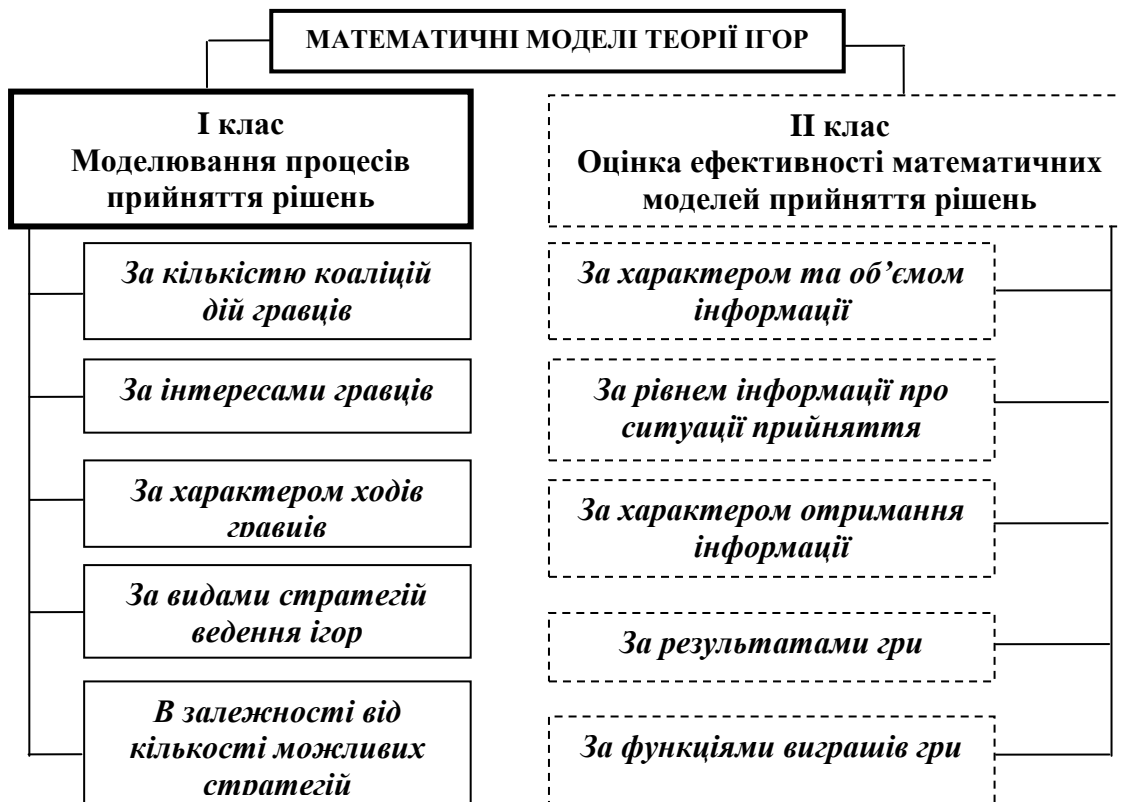 МАТЕМАТИЧНІ МОДЕЛІ ТЕОРІЇ ІГОР
І клас
Моделювання процесів
прийняття рішень
За кількістю коаліцій
дій гравців
За інтересами гравців
За характером ходів
гравців
За видами стратегій
ведення ігор
В залежності від
кількості можливих
стратегій
ІІ клас
Оцінка ефективності математичних
моделей прийняття рішень
За характером та об’ємом
інформації
За рівнем інформації про
ситуації прийняття
За характером отримання
інформації
За результатами гри
За функціями виграшів гри